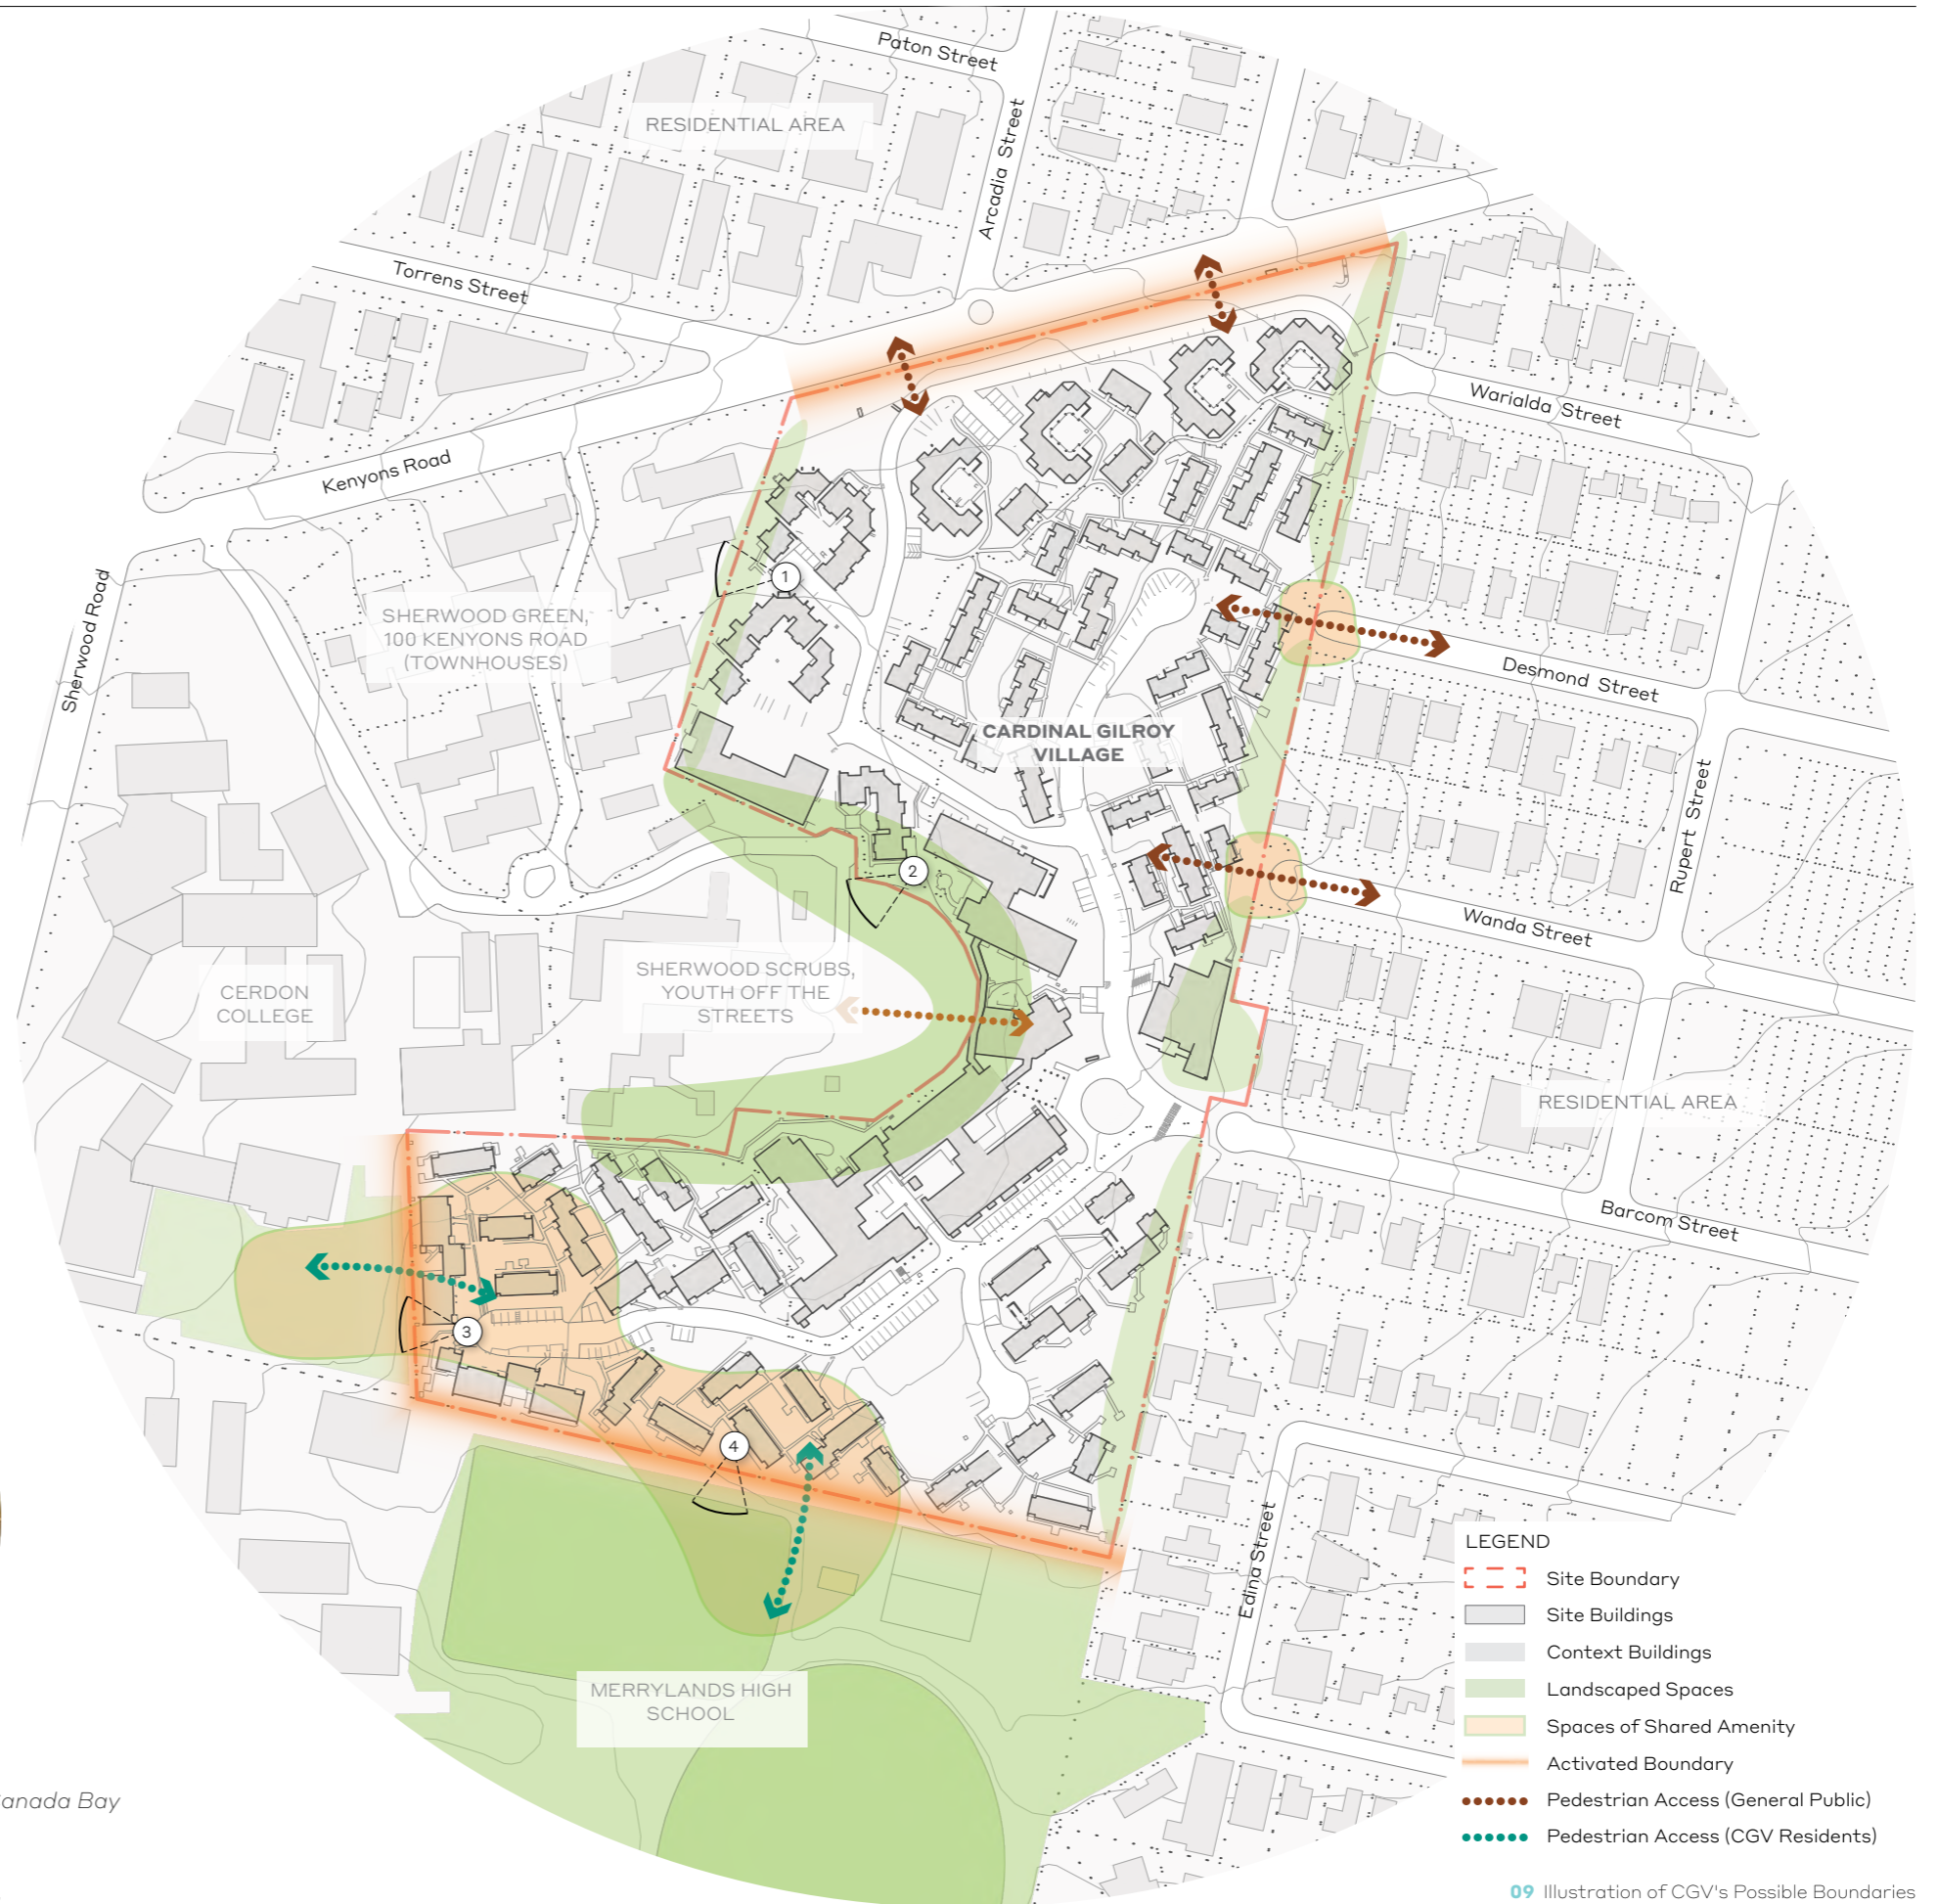 Paton Street
RESIDENTIAL AREA
Arcadia Street
Torrens Street
Kenyons Road
Warialda Street
Sherwood Road
SHERWOOD GREEN,
100 KENYONS ROAD
(TOWNHOUSES)
1
Desmond Street
CARDINAL GILROY
VILLAGE
Rupert Street
2
Wanda Street
SHERWOOD SCRUBS,
YOUTH OFF THE
STREETS
CERDON
COLLEGE
RESIDENTIAL AREA
Barcom Street
3
4
Edina Street
MERRYLANDS HIGH
SCHOOL
LEGEND
Site Boundary
Site Buildings
Context Buildings
Landscaped Spaces
Spaces of Shared Amenity
Activated Boundary
Pedestrian Access (General Public)
Pedestrian Access (CGV Residents)
anada Bay
09 Illustration of CGV's Possible Boundaries